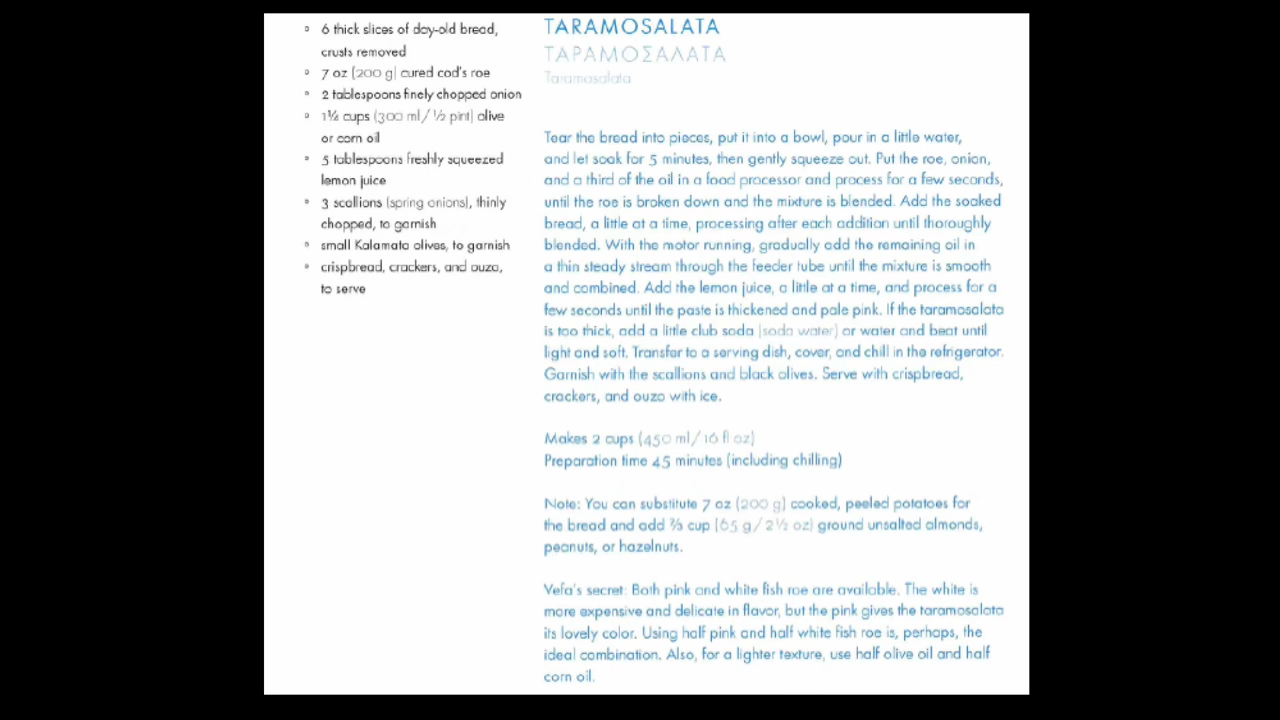 ◦ 6 thick slices of day-old bread,
crusts removed
◦ 7 oz (200 g) cured cod's roe
◦ 2 tablespoons finely chopped onion
◦ 1¼ cups (300 ml/½ pint) olive
or corn oil
◦ 5 tablespoons freshly squeezed
lemon juice
◦ 3 scallions (spring onions), thinly
chopped, to garnish
◦ small Kalamata olives, to garnish
◦ crispbread, crackers, and ouzo,
to serve
TARAMOSALATA
ΤΑΡΑΜΟΣΑΛΑΤΑ
Taramosalata
Tear the bread into pieces, put it into a bowl, pour in a little water,
and let soak for 5 minutes, then gently squeeze out. Put the roe, onion,
and a third of the oil in a food processor and process for a few seconds,
until the roe is broken down and the mixture is blended. Add the soaked
bread, a little at a time, processing after each addition until thoroughly
blended. With the motor running, gradually add the remaining oil in
a thin steady stream through the feeder tube until the mixture is smooth
and combined. Add the lemon juice, a little at a time, and process for a
few seconds until the paste is thickened and pale pink. If the taramosalata
is too thick, add a little club soda (soda water) or water and beat until
light and soft. Transfer to a serving dish, cover, and chill in the refrigerator.
Garnish with the scallions and black olives. Serve with crispbread,
crackers, and ouzo with ice.
Makes 2 cups (450 ml/16 fl oz)
Preparation time 45 minutes (including chilling)
Note: You can substitute 7 oz (200 g) cooked, peeled potatoes for
the bread and add ⅔ cup (65 g/2½ oz) ground unsalted almonds,
peanuts, or hazelnuts.
Vefa's secret: Both pink and white fish roe are available. The white is
more expensive and delicate in flavor, but the pink gives the taramosalata
its lovely color. Using half pink and half white fish roe is, perhaps, the
ideal combination. Also, for a lighter texture, use half olive oil and half
corn oil.